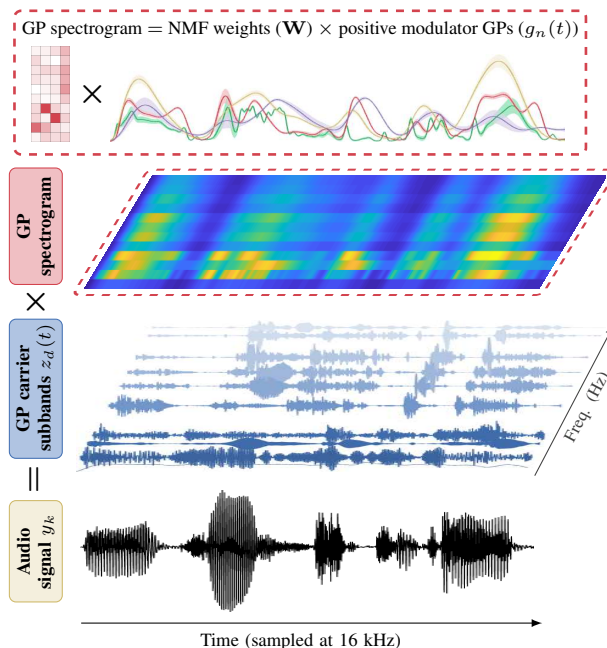 GP spectrogram = NMF weights (W) × positive modulator GPs (gₙ(t))
×
GP
spectrogram
×
GP carrier
subbands z_d(t)
=
Audio
signal y_k
Freq. (Hz)
Time (sampled at 16 kHz)